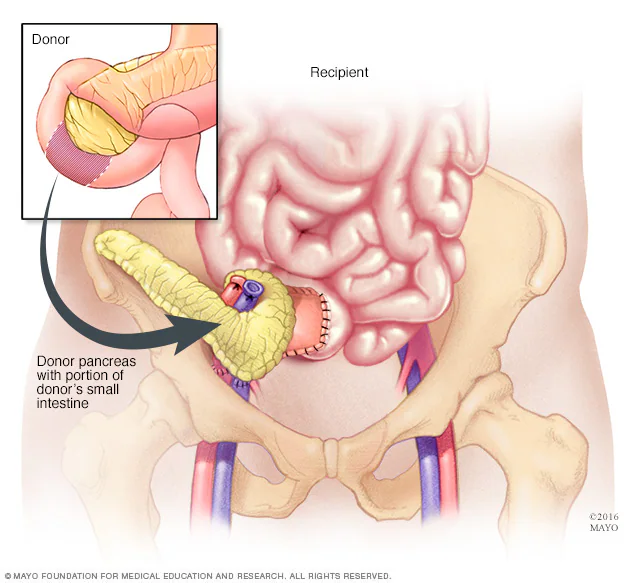 Donor
Recipient
Donor pancreas
with portion of
donor's small
intestine
©2016
MAYO
© MAYO FOUNDATION FOR MEDICAL EDUCATION AND RESEARCH. ALL RIGHTS RESERVED.